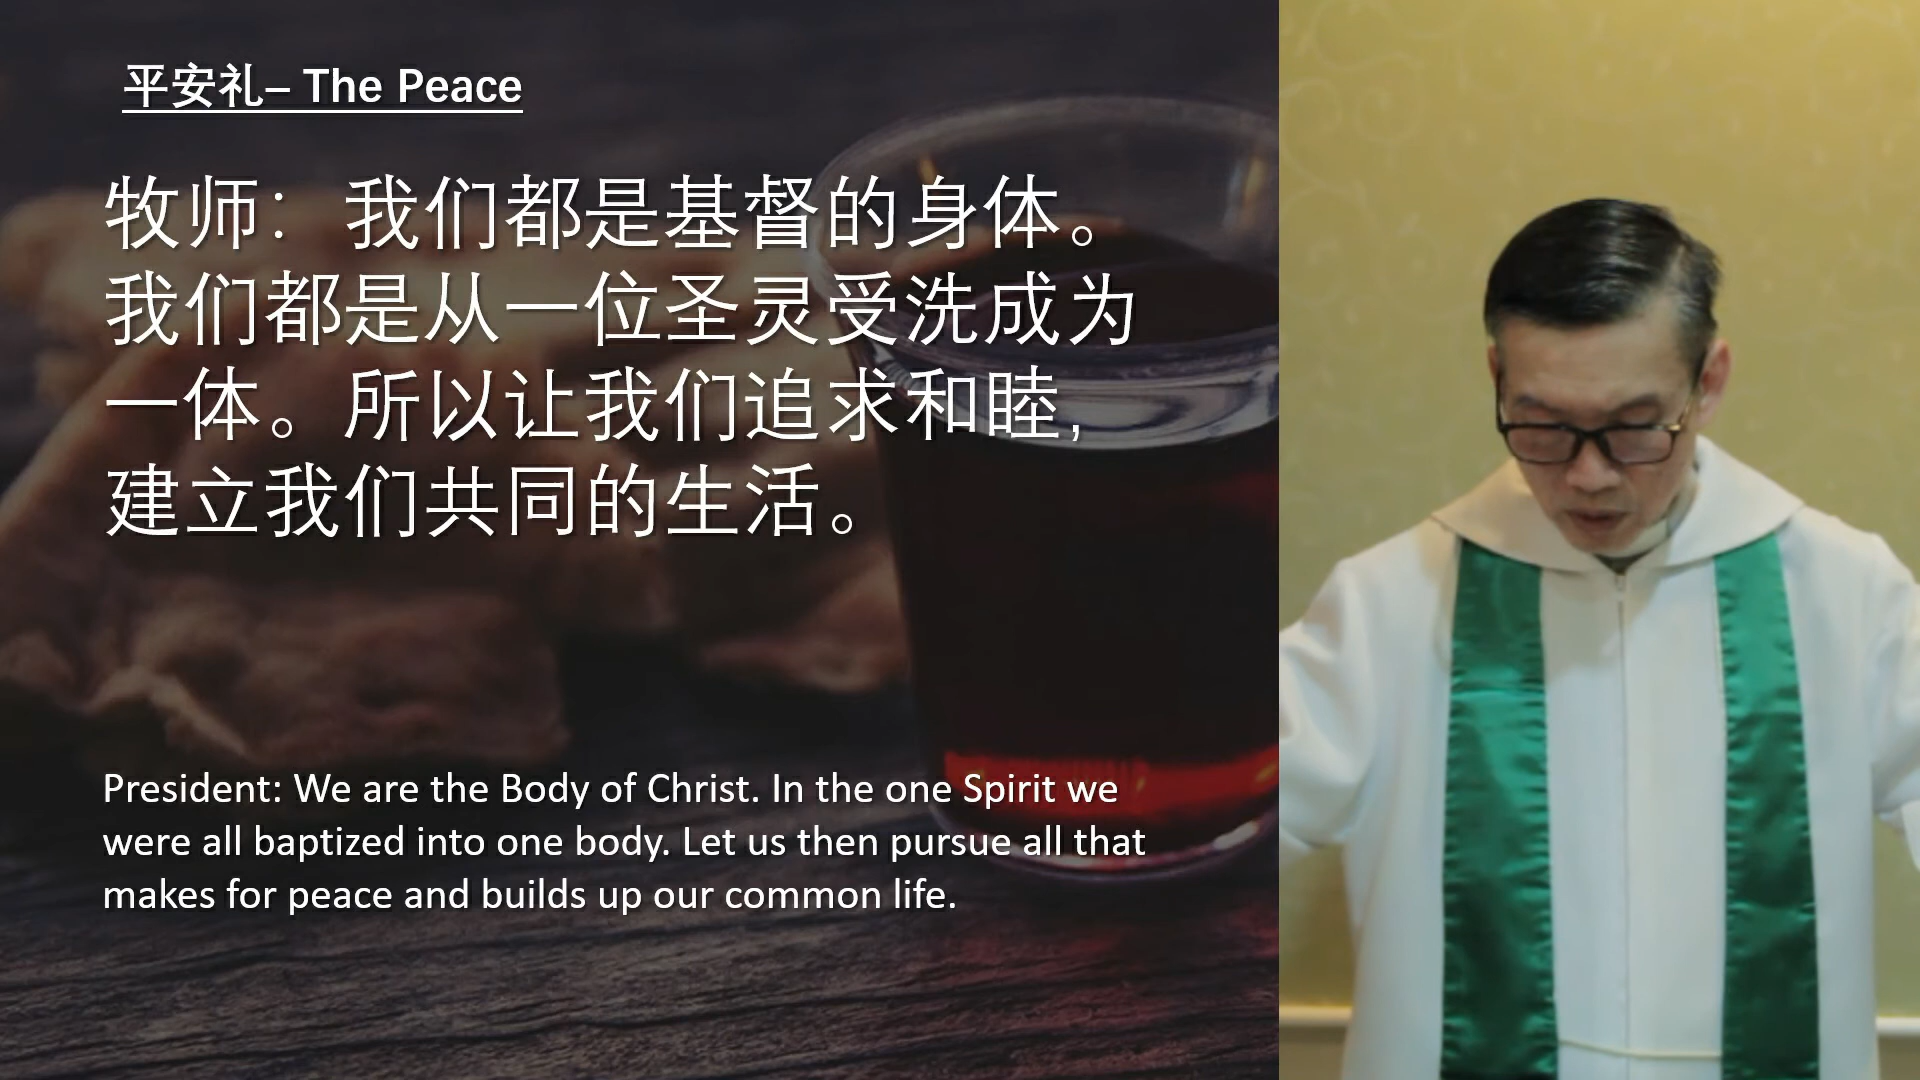 平安礼– The Peace
牧师：我们都是基督的身体。
我们都是从一位圣灵受洗成为
一体。所以让我们追求和睦,
建立我们共同的生活。
President: We are the Body of Christ. In the one Spirit we
were all baptized into one body. Let us then pursue all that
makes for peace and builds up our common life.